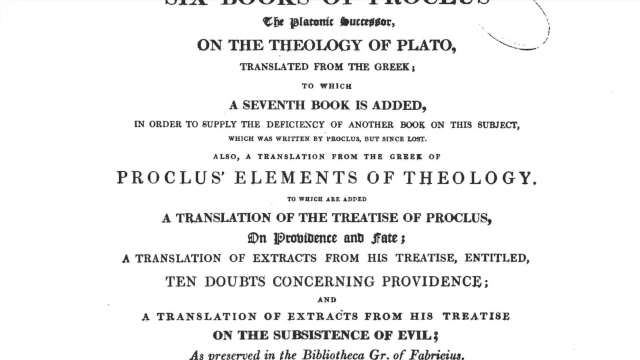 SIX BOOKS OF PROCLUS
The Platonic Successor,
ON THE THEOLOGY OF PLATO,
TRANSLATED FROM THE GREEK;
TO WHICH
A SEVENTH BOOK IS ADDED,
IN ORDER TO SUPPLY THE DEFICIENCY OF ANOTHER BOOK ON THIS SUBJECT,
WHICH WAS WRITTEN BY PROCLUS, BUT SINCE LOST.
ALSO, A TRANSLATION FROM THE GREEK OF
PROCLUS' ELEMENTS OF THEOLOGY.
TO WHICH ARE ADDED
A TRANSLATION OF THE TREATISE OF PROCLUS,
On Providence and Fate;
A TRANSLATION OF EXTRACTS FROM HIS TREATISE, ENTITLED,
TEN DOUBTS CONCERNING PROVIDENCE;
AND
A TRANSLATION OF EXTRACTS FROM HIS TREATISE
ON THE SUBSISTENCE OF EVIL;
As preserved in the Bibliotheca Gr. of Fabricius.